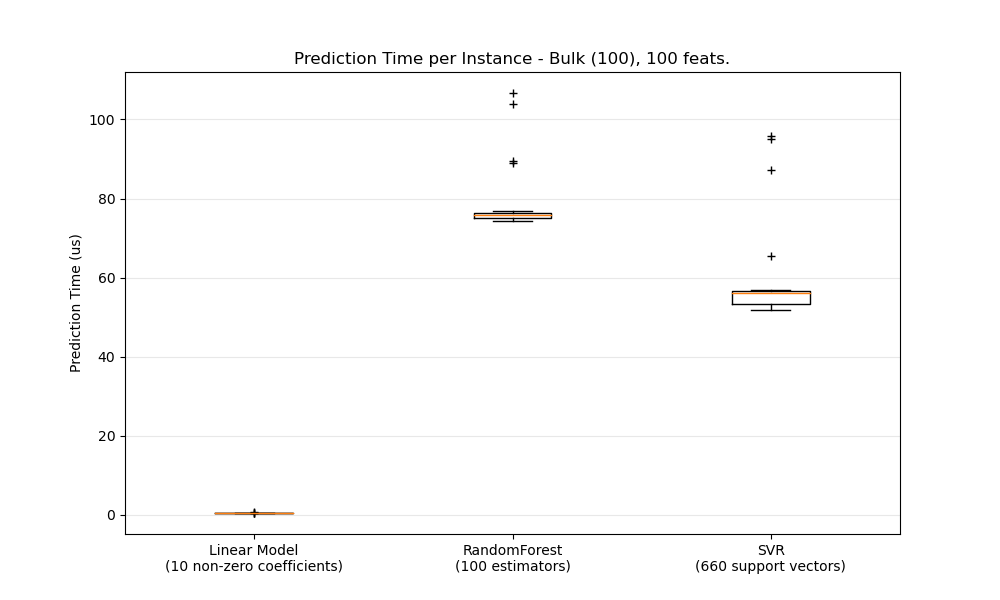 Prediction Time per Instance - Bulk (100), 100 feats.
Prediction Time (us)
100
80
60
40
20
0
Linear Model
(10 non-zero coefficients)
RandomForest
(100 estimators)
SVR
(660 support vectors)